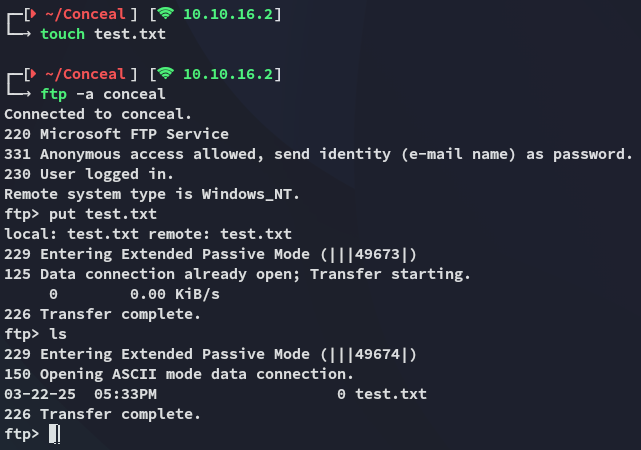 ┌─[~/Conceal] [10.10.16.2]
└─→ touch test.txt
┌─[~/Conceal] [10.10.16.2]
└─→ ftp -a conceal
Connected to conceal.
220 Microsoft FTP Service
331 Anonymous access allowed, send identity (e-mail name) as password.
230 User logged in.
Remote system type is Windows_NT.
ftp> put test.txt
local: test.txt remote: test.txt
229 Entering Extended Passive Mode (|||49673|)
125 Data connection already open; Transfer starting.
     0        0.00 KiB/s
226 Transfer complete.
ftp> ls
229 Entering Extended Passive Mode (|||49674|)
150 Opening ASCII mode data connection.
03-22-25  05:33PM                    0 test.txt
226 Transfer complete.
ftp>